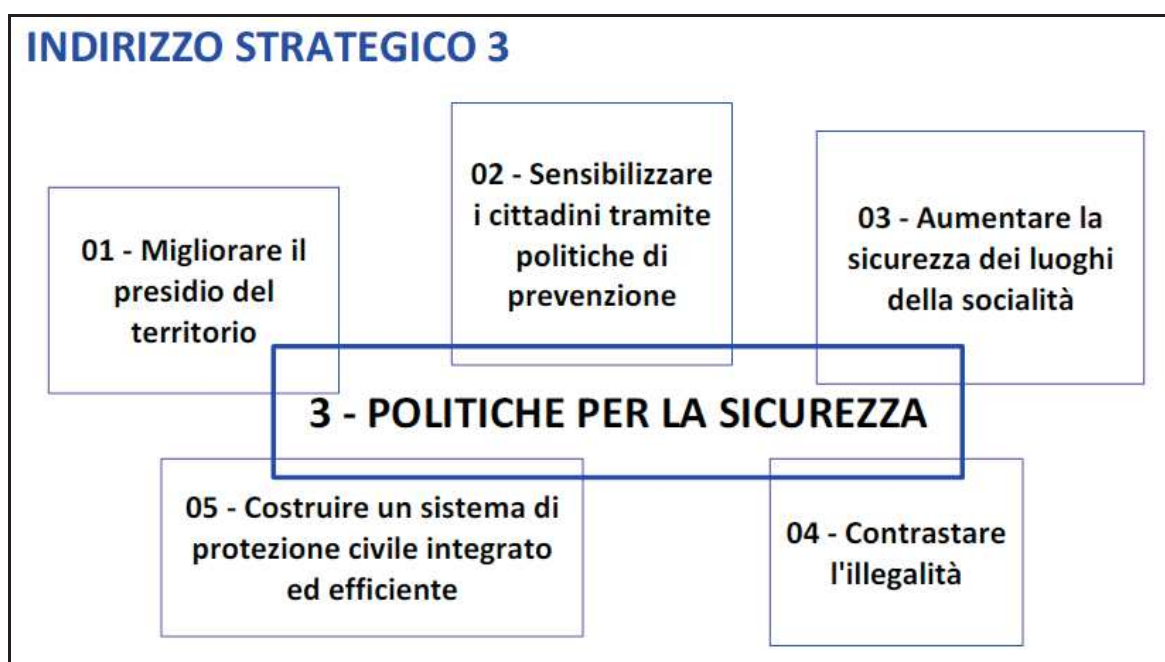 INDIRIZZO STRATEGICO 3
01 - Migliorare il
presidio del
territorio
02 - Sensibilizzare
i cittadini tramite
politiche di
prevenzione
03 - Aumentare la
sicurezza dei luoghi
della socialità
3 - POLITICHE PER LA SICUREZZA
05 - Costruire un sistema di
protezione civile integrato
ed efficiente
04 - Contrastare
l'illegalità